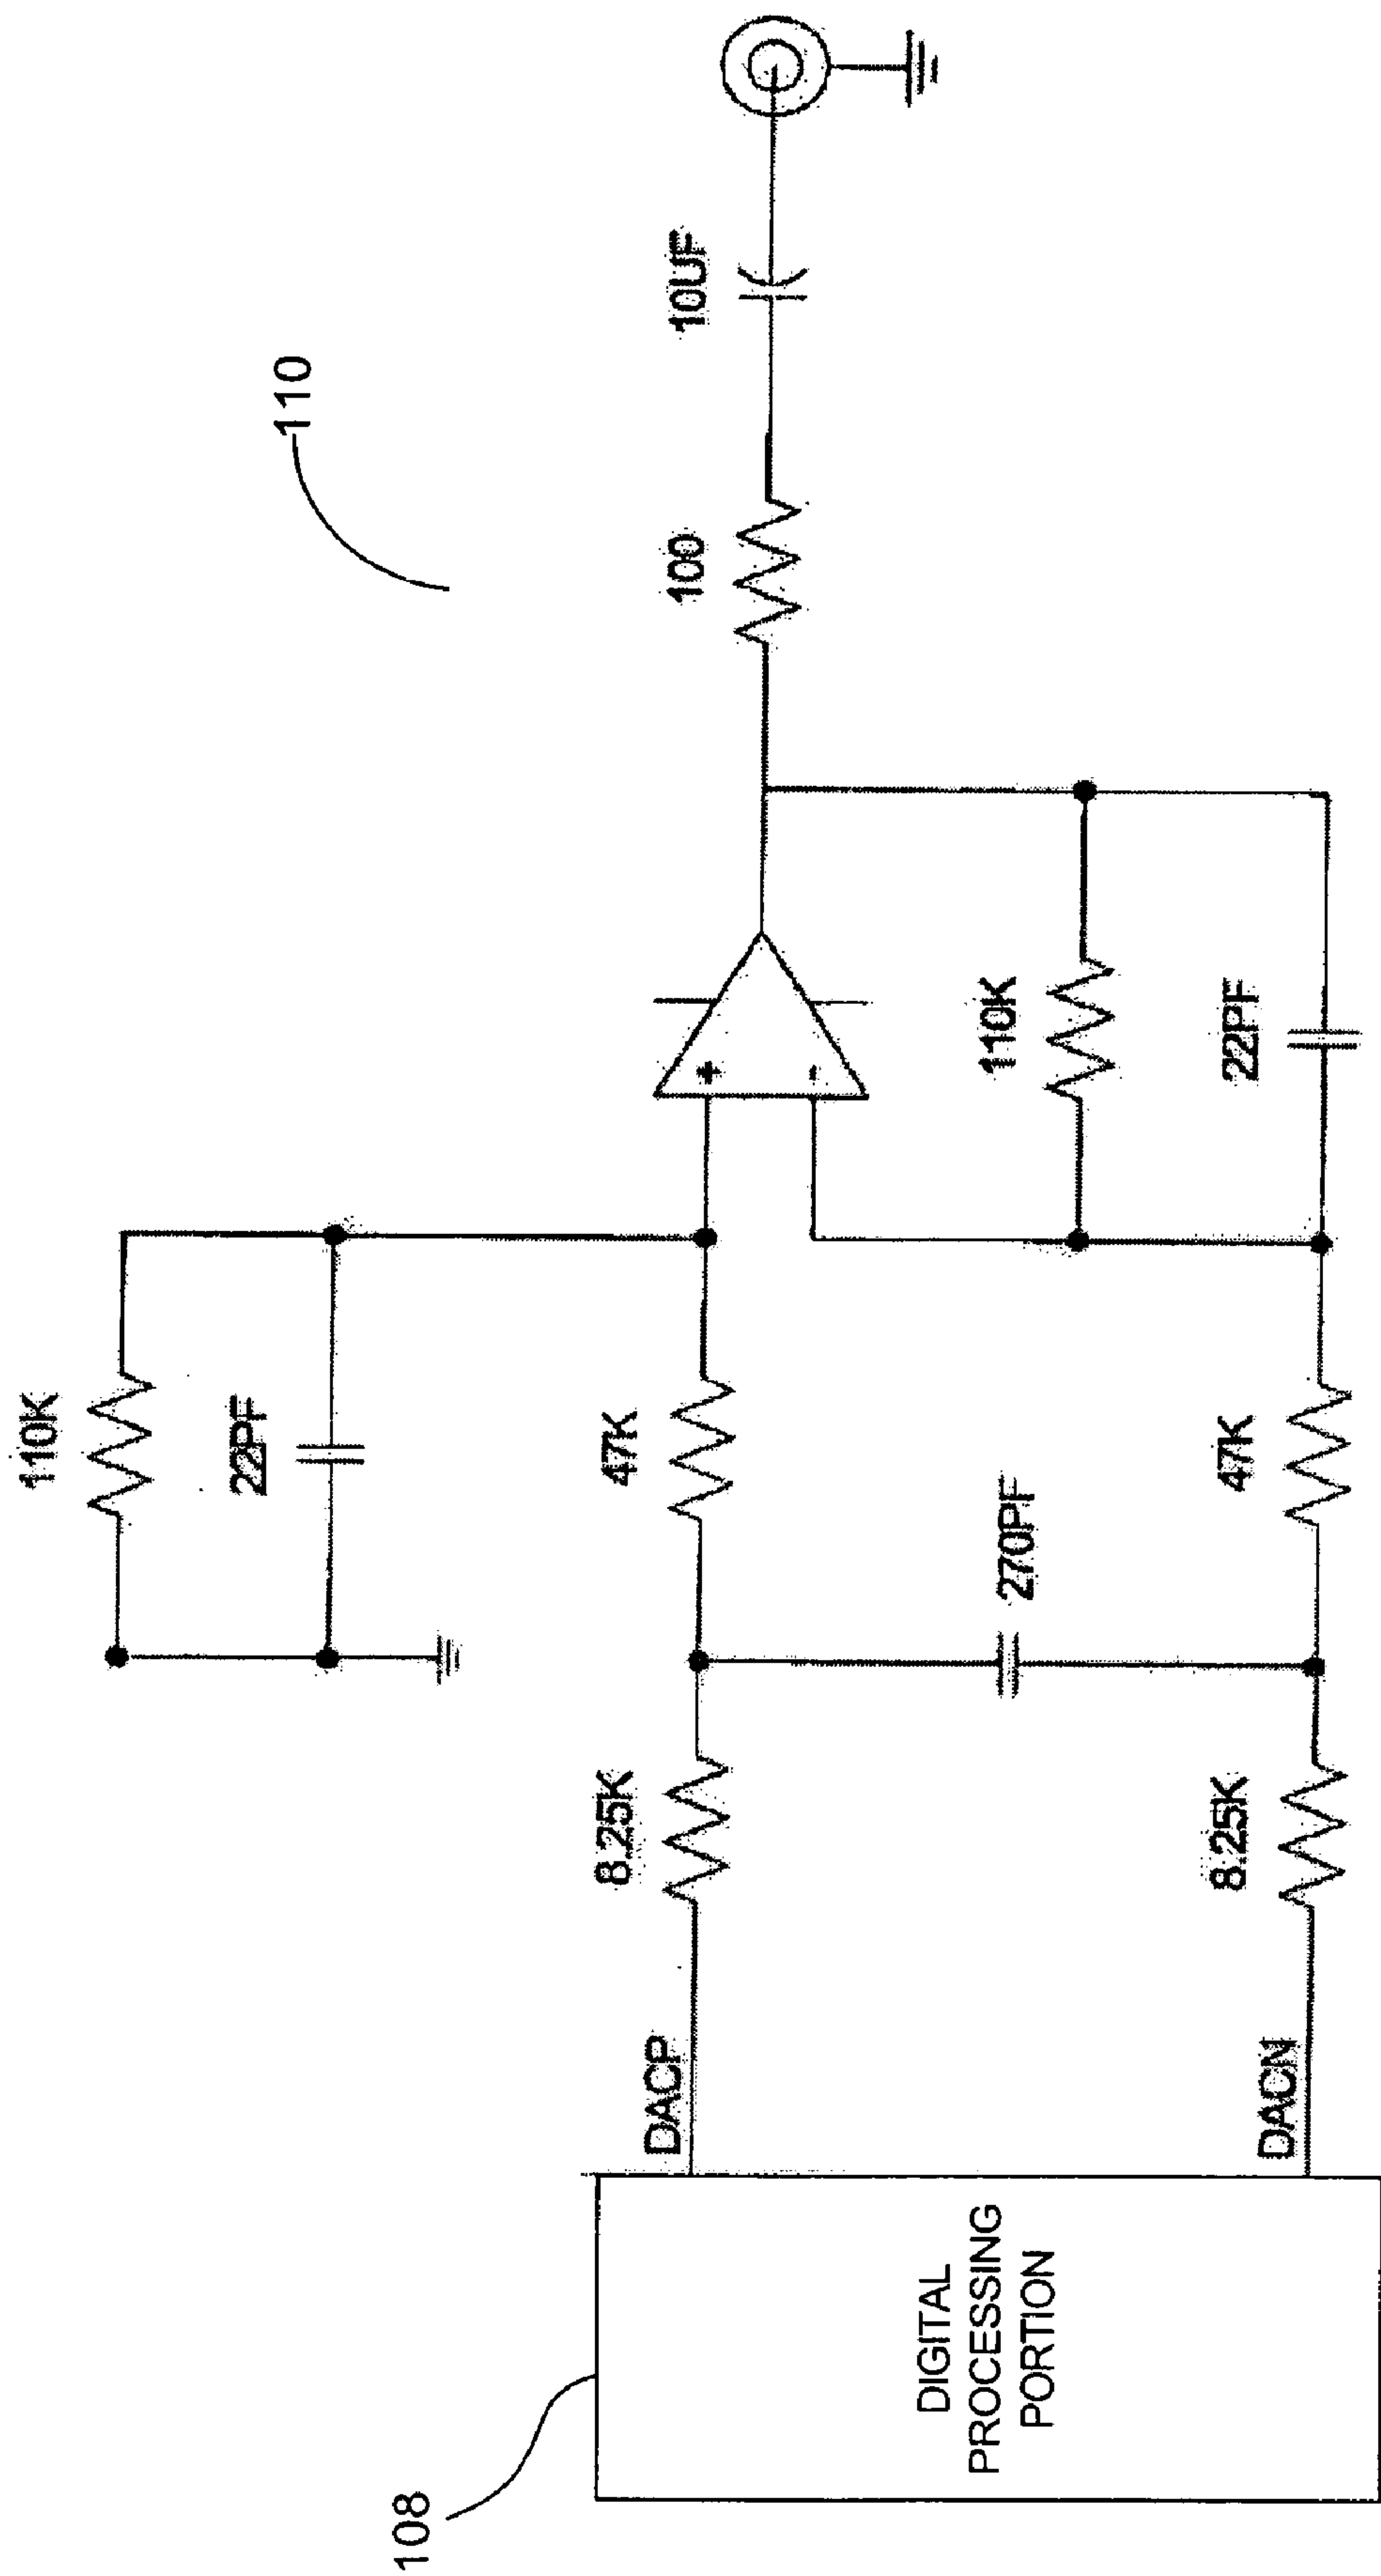 110
108
DIGITAL
PROCESSING
PORTION
DACP
DACN
8.25K
8.25K
270PF
47K
47K
110K
22PF
+
-
110K
22PF
100
10UF